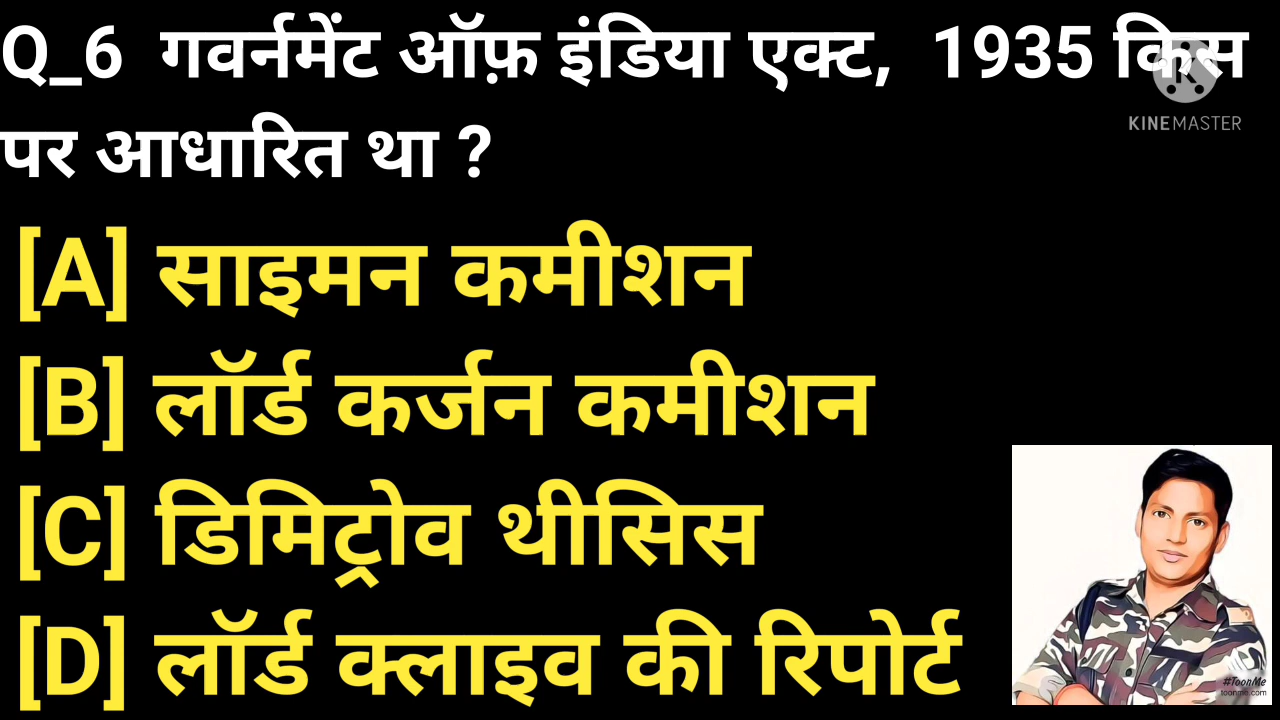 Q_6 गवर्नमेंट ऑफ़ इंडिया एक्ट, 1935 किस
KINEMASTER
पर आधारित था ?
[A] साइमन कमीशन
[B] लॉर्ड कर्जन कमीशन
[C] डिमिट्रोव थीसिस
[D] लॉर्ड क्लाइव की रिपोर्ट
#ToonMe
toonme.com